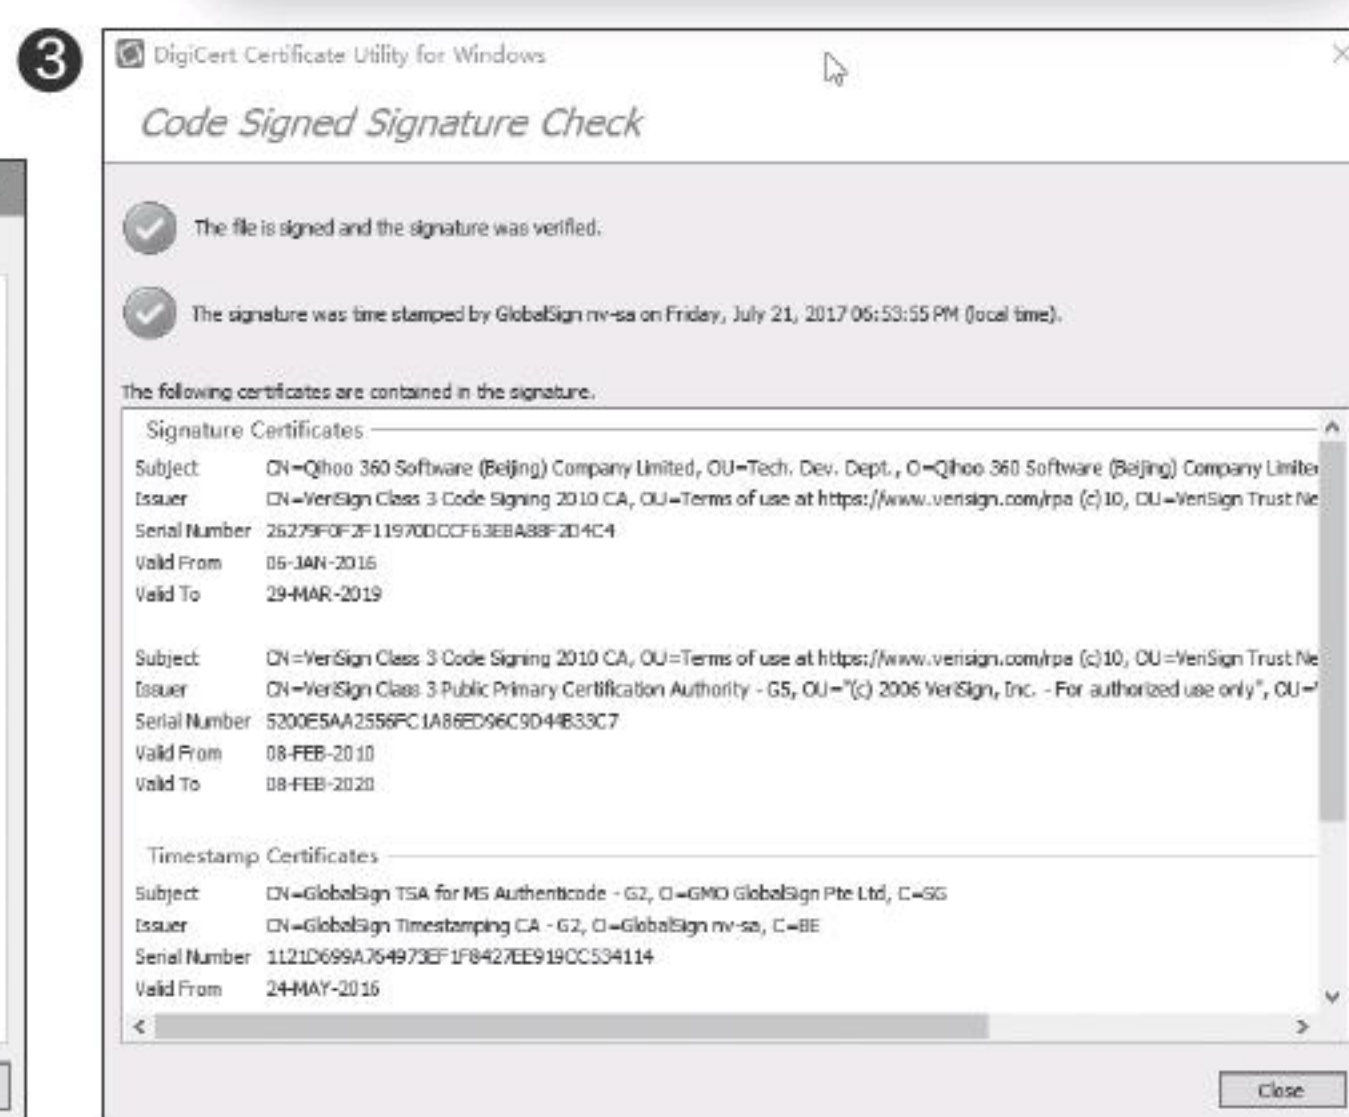 3
DigiCert Certificate Utility for Windows
Code Signed Signature Check
The file is signed and the signature was verified.
The signature was time stamped by GlobalSign nv-sa on Friday, July 21, 2017 06:53:55 PM (local time).
The following certificates are contained in the signature.
Signature Certificates
Subject CN=Qihoo 360 Software (Beijing) Company Limited, OU=Tech. Dev. Dept., O=Qihoo 360 Software (Beijing) Company Limite
Issuer CN=VeriSign Class 3 Code Signing 2010 CA, OU=Terms of use at https://www.verisign.com/rpa (c)10, OU=VeriSign Trust Ne
Serial Number 26279F0F2F11970DCCF63EBA88F2D4C4
Valid From 06-JAN-2016
Valid To 29-MAR-2019
Subject CN=VeriSign Class 3 Code Signing 2010 CA, OU=Terms of use at https://www.verisign.com/rpa (c)10, OU=VeriSign Trust Ne
Issuer CN=VeriSign Class 3 Public Primary Certification Authority - G5, OU="(c) 2006 VeriSign, Inc. - For authorized use only", OU="
Serial Number 5200E5AA2556FC1A86ED96C9D44B33C7
Valid From 08-FEB-2010
Valid To 08-FEB-2020
Timestamp Certificates
Subject CN=GlobalSign TSA for MS Authenticode - G2, O=GMO GlobalSign Pte Ltd, C=SG
Issuer CN=GlobalSign Timestamping CA - G2, O=GlobalSign nv-sa, C=BE
Serial Number 1121D699A764973EF1F8427EE919CC534114
Valid From 24-MAY-2016
Close